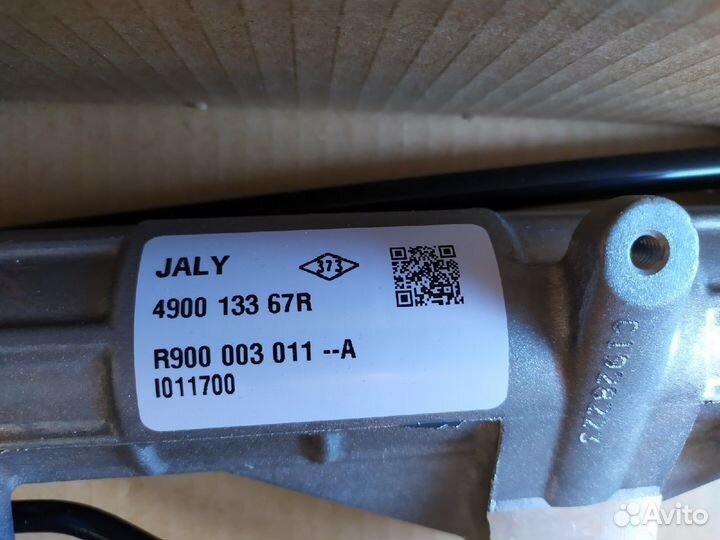 JALY
373
4900 133 67R
R900 003 011 --A
I011700
Avito